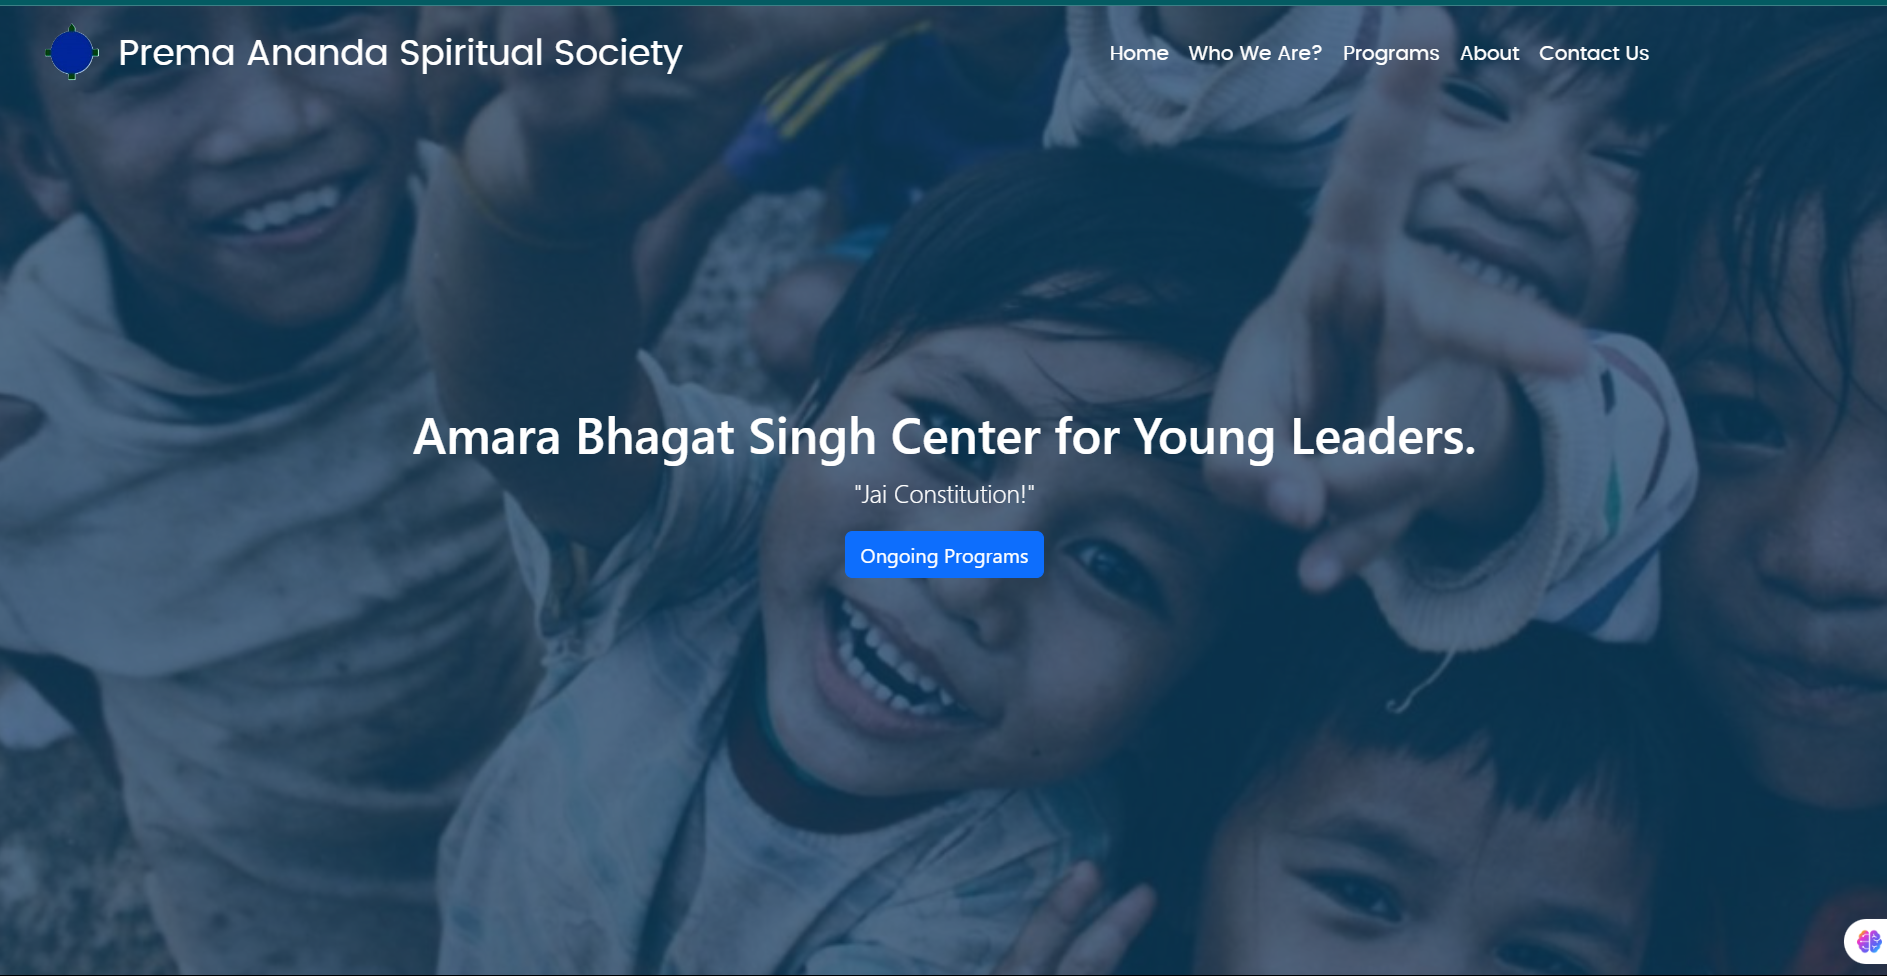 Prema Ananda Spiritual Society
Home Who We Are? Programs About Contact Us
Amara Bhagat Singh Center for Young Leaders.
"Jai Constitution!"
Ongoing Programs